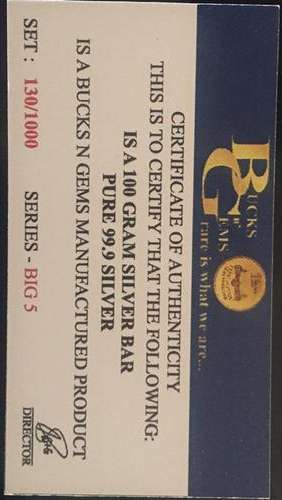 BUCKS
N'
GEMS
rare is what we are...
CERTIFICATE OF AUTHENTICITY
THIS IS TO CERTIFY THAT THE FOLLOWING:
IS A 100 GRAM SILVER BAR
PURE 99.9 SILVER
IS A BUCKS N GEMS MANUFACTURED PRODUCT
SET : 130/1000 SERIES - BIG 5
DIRECTOR